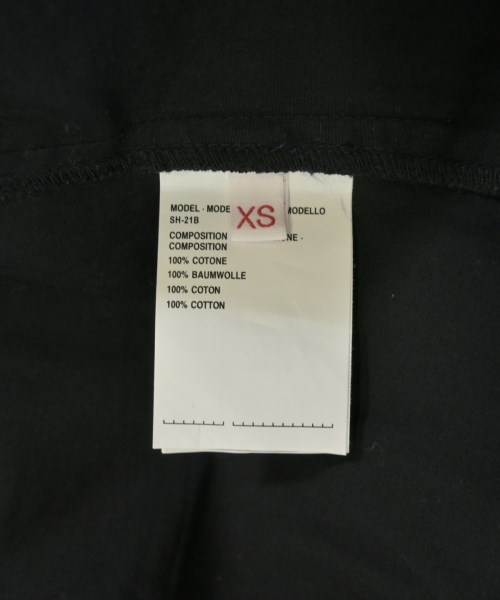 MODEL - MODE MODELLO
XS
SH-21B
COMPOSITION NE -
COMPOSITION
100% COTONE
100% BAUMWOLLE
100% COTON
100% COTTON